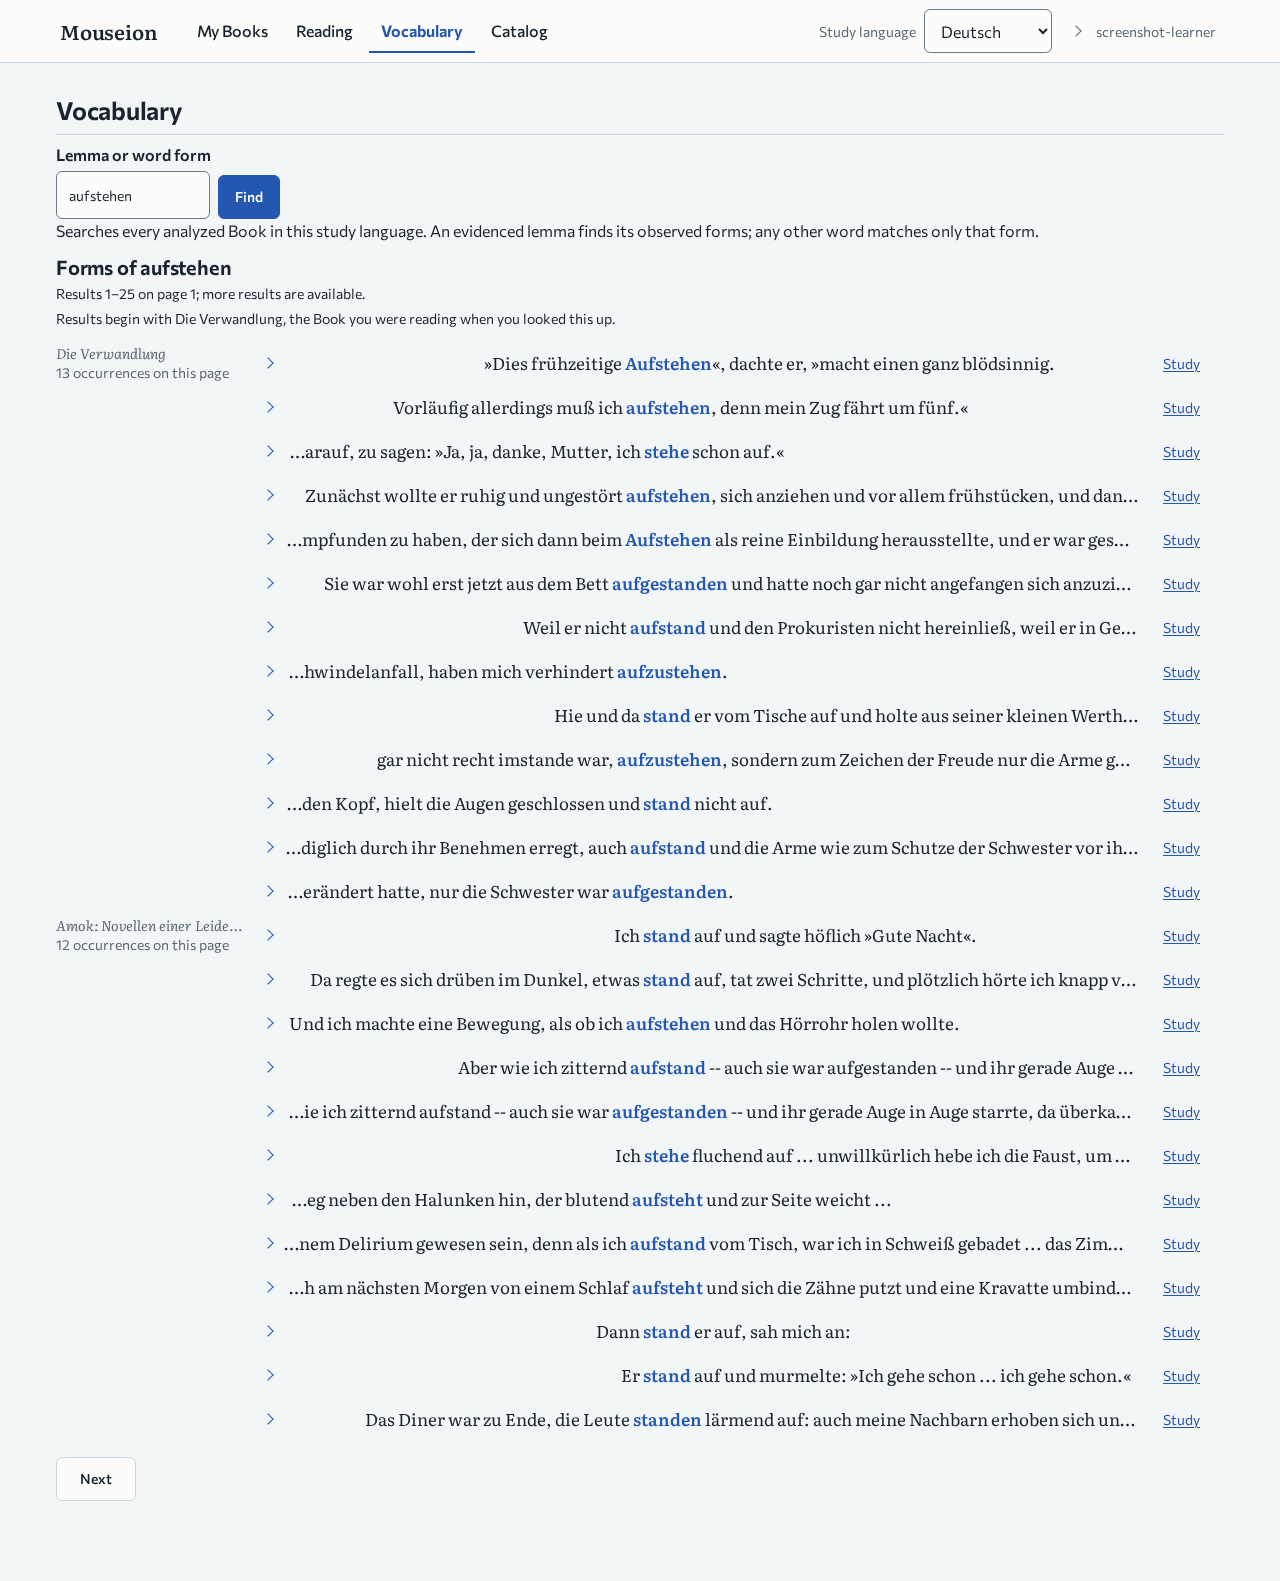 Mouseion
My Books
Reading
Vocabulary
Catalog
Study language
Deutsch
screenshot-learner
Vocabulary
Lemma or word form
aufstehen
Find
Searches every analyzed Book in this study language. An evidenced lemma finds its observed forms; any other word matches only that form.
Forms of aufstehen
Results 1–25 on page 1; more results are available.
Results begin with Die Verwandlung, the Book you were reading when you looked this up.
Die Verwandlung
13 occurrences on this page
»Dies frühzeitige Aufstehen«, dachte er, »macht einen ganz blödsinnig. Study
Vorläufig allerdings muß ich aufstehen, denn mein Zug fährt um fünf.« Study
…arauf, zu sagen: »Ja, ja, danke, Mutter, ich stehe schon auf.« Study
Zunächst wollte er ruhig und ungestört aufstehen, sich anziehen und vor allem frühstücken, und dan… Study
…mpfunden zu haben, der sich dann beim Aufstehen als reine Einbildung herausstellte, und er war ges… Study
Sie war wohl erst jetzt aus dem Bett aufgestanden und hatte noch gar nicht angefangen sich anzuzi… Study
Weil er nicht aufstand und den Prokuristen nicht hereinließ, weil er in Ge… Study
…hwindelanfall, haben mich verhindert aufzustehen. Study
Hie und da stand er vom Tische auf und holte aus seiner kleinen Werth… Study
gar nicht recht imstande war, aufzustehen, sondern zum Zeichen der Freude nur die Arme g… Study
…den Kopf, hielt die Augen geschlossen und stand nicht auf. Study
…diglich durch ihr Benehmen erregt, auch aufstand und die Arme wie zum Schutze der Schwester vor ih… Study
…erändert hatte, nur die Schwester war aufgestanden. Study
Amok: Novellen einer Leide…
12 occurrences on this page
Ich stand auf und sagte höflich »Gute Nacht«. Study
Da regte es sich drüben im Dunkel, etwas stand auf, tat zwei Schritte, und plötzlich hörte ich knapp v… Study
Und ich machte eine Bewegung, als ob ich aufstehen und das Hörrohr holen wollte. Study
Aber wie ich zitternd aufstand -- auch sie war aufgestanden -- und ihr gerade Auge … Study
…ie ich zitternd aufstand -- auch sie war aufgestanden -- und ihr gerade Auge in Auge starrte, da überka… Study
Ich stehe fluchend auf … unwillkürlich hebe ich die Faust, um … Study
…eg neben den Halunken hin, der blutend aufsteht und zur Seite weicht … Study
…nem Delirium gewesen sein, denn als ich aufstand vom Tisch, war ich in Schweiß gebadet … das Zim… Study
…h am nächsten Morgen von einem Schlaf aufsteht und sich die Zähne putzt und eine Kravatte umbind… Study
Dann stand er auf, sah mich an: Study
Er stand auf und murmelte: »Ich gehe schon … ich gehe schon.« Study
Das Diner war zu Ende, die Leute standen lärmend auf: auch meine Nachbarn erhoben sich un… Study
Next